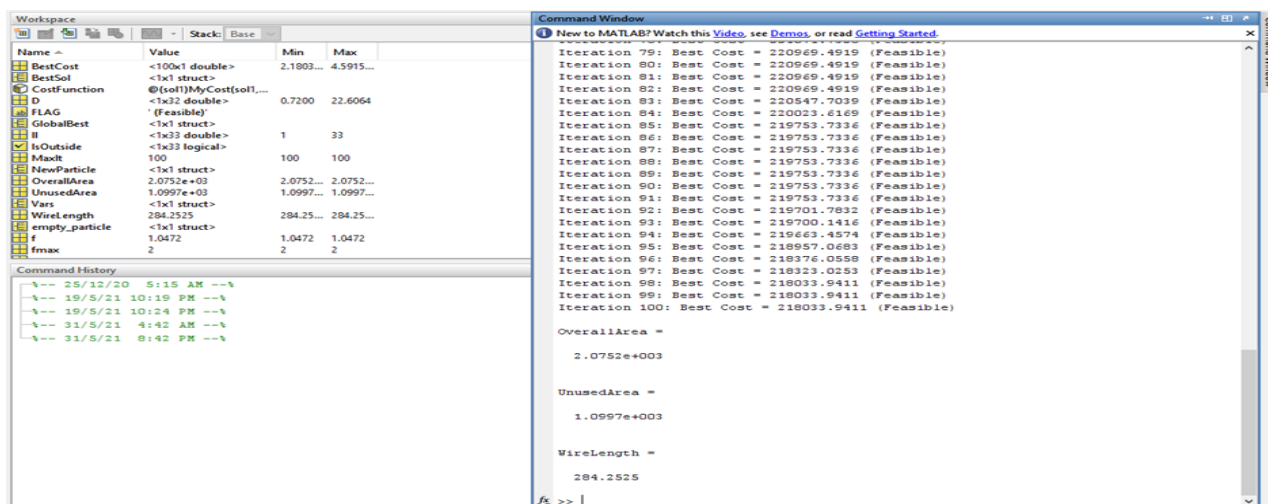 Workspace
Stack: Base
Name Value Min Max
BestCost <100x1 double> 2.1803... 4.5915...
BestSol <1x1 struct>
CostFunction @(sol1)MyCost(sol1,...
D <1x32 double> 0.7200 22.6064
FLAG ' (Feasible)'
GlobalBest <1x1 struct>
II <1x33 double> 1 33
IsOutside <1x33 logical>
MaxIt 100 100 100
NewParticle <1x1 struct>
OverallArea 2.0752e+03 2.0752... 2.0752...
UnusedArea 1.0997e+03 1.0997... 1.0997...
Vars <1x1 struct>
WireLength 284.2525 284.25... 284.25...
empty_particle <1x1 struct>
f 1.0472 1.0472 1.0472
fmax 2 2 2
Command History
%-- 25/12/20 5:15 AM --%
%-- 19/5/21 10:19 PM --%
%-- 19/5/21 10:24 PM --%
%-- 31/5/21 4:42 AM --%
%-- 31/5/21 8:42 PM --%
Command Window
New to MATLAB? Watch this Video, see Demos, or read Getting Started.
Iteration 79: Best Cost = 220969.4919 (Feasible)
Iteration 80: Best Cost = 220969.4919 (Feasible)
Iteration 81: Best Cost = 220969.4919 (Feasible)
Iteration 82: Best Cost = 220969.4919 (Feasible)
Iteration 83: Best Cost = 220547.7039 (Feasible)
Iteration 84: Best Cost = 220023.6169 (Feasible)
Iteration 85: Best Cost = 219753.7336 (Feasible)
Iteration 86: Best Cost = 219753.7336 (Feasible)
Iteration 87: Best Cost = 219753.7336 (Feasible)
Iteration 88: Best Cost = 219753.7336 (Feasible)
Iteration 89: Best Cost = 219753.7336 (Feasible)
Iteration 90: Best Cost = 219753.7336 (Feasible)
Iteration 91: Best Cost = 219753.7336 (Feasible)
Iteration 92: Best Cost = 219701.7832 (Feasible)
Iteration 93: Best Cost = 219700.1416 (Feasible)
Iteration 94: Best Cost = 219663.4574 (Feasible)
Iteration 95: Best Cost = 218957.0683 (Feasible)
Iteration 96: Best Cost = 218376.0558 (Feasible)
Iteration 97: Best Cost = 218323.0253 (Feasible)
Iteration 98: Best Cost = 218033.9411 (Feasible)
Iteration 99: Best Cost = 218033.9411 (Feasible)
Iteration 100: Best Cost = 218033.9411 (Feasible)
OverallArea =
2.0752e+003
UnusedArea =
1.0997e+003
WireLength =
284.2525
fx >>